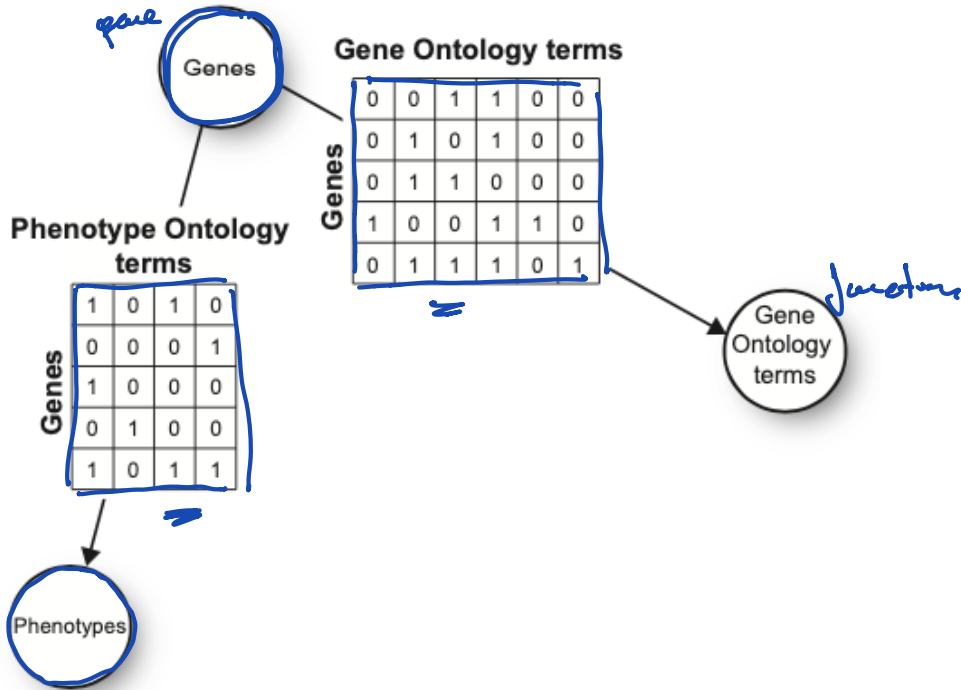 gene
Genes
Gene Ontology terms
Genes
0 0 1 1 0 0
0 1 0 1 0 0
0 1 1 0 0 0
1 0 0 1 1 0
0 1 1 1 0 1
Phenotype Ontology
terms
Genes
1 0 1 0
0 0 0 1
1 0 0 0
0 1 0 0
1 0 1 1
Gene
Ontology
terms
Phenotypes